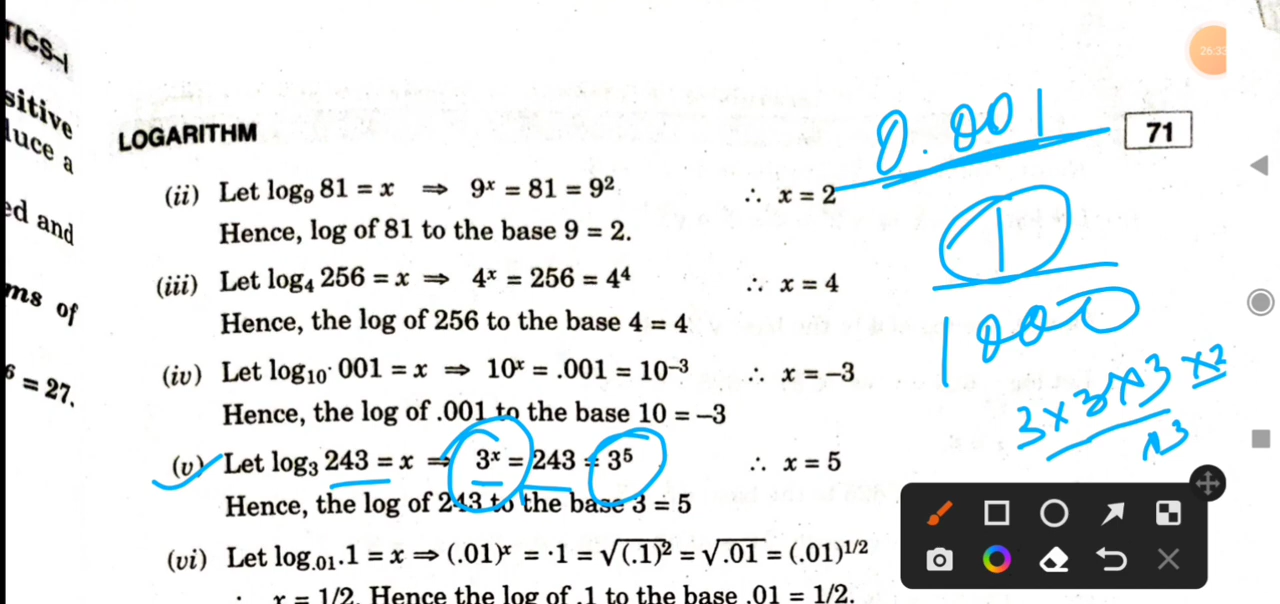 TICS-I
sitive
luce a
ed and
ms of
6 = 27.
26:33
LOGARITHM
71
0.001
1
1000
(ii) Let log₉ 81 = x ⇒ 9ˣ = 81 = 9² ∴ x = 2
Hence, log of 81 to the base 9 = 2.
(iii) Let log₄ 256 = x ⇒ 4ˣ = 256 = 4⁴ ∴ x = 4
Hence, the log of 256 to the base 4 = 4
(iv) Let log₁₀ ·001 = x ⇒ 10ˣ = .001 = 10⁻³ ∴ x = –3
Hence, the log of .001 to the base 10 = –3
3×3×3
(v) Let log₃ 243 = x ⇒ 3ˣ = 243 = 3⁵ ∴ x = 5
Hence, the log of 243 to the base 3 = 5
(vi) Let log.₀₁ .1 = x ⇒ (.01)ˣ = ·1 = √(.1)² = √.01 = (.01)^1/2
x = 1/2. Hence the log of .1 to the base .01 = 1/2.